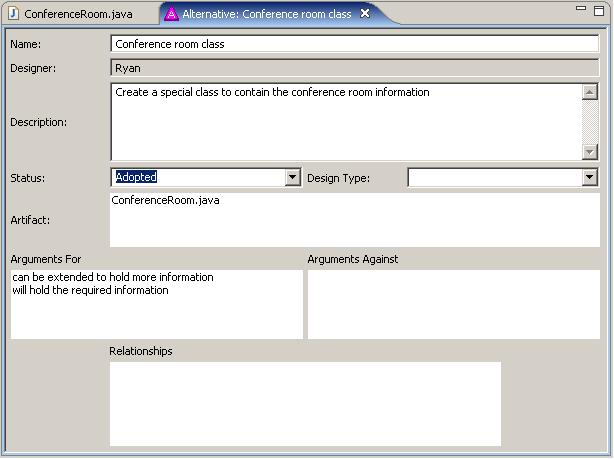 ConferenceRoom.java
Alternative: Conference room class
Name:
Conference room class
Designer:
Ryan
Description:
Create a special class to contain the conference room information
Status:
Adopted
Design Type:
Artifact:
ConferenceRoom.java
Arguments For
can be extended to hold more information
will hold the required information
Arguments Against
Relationships